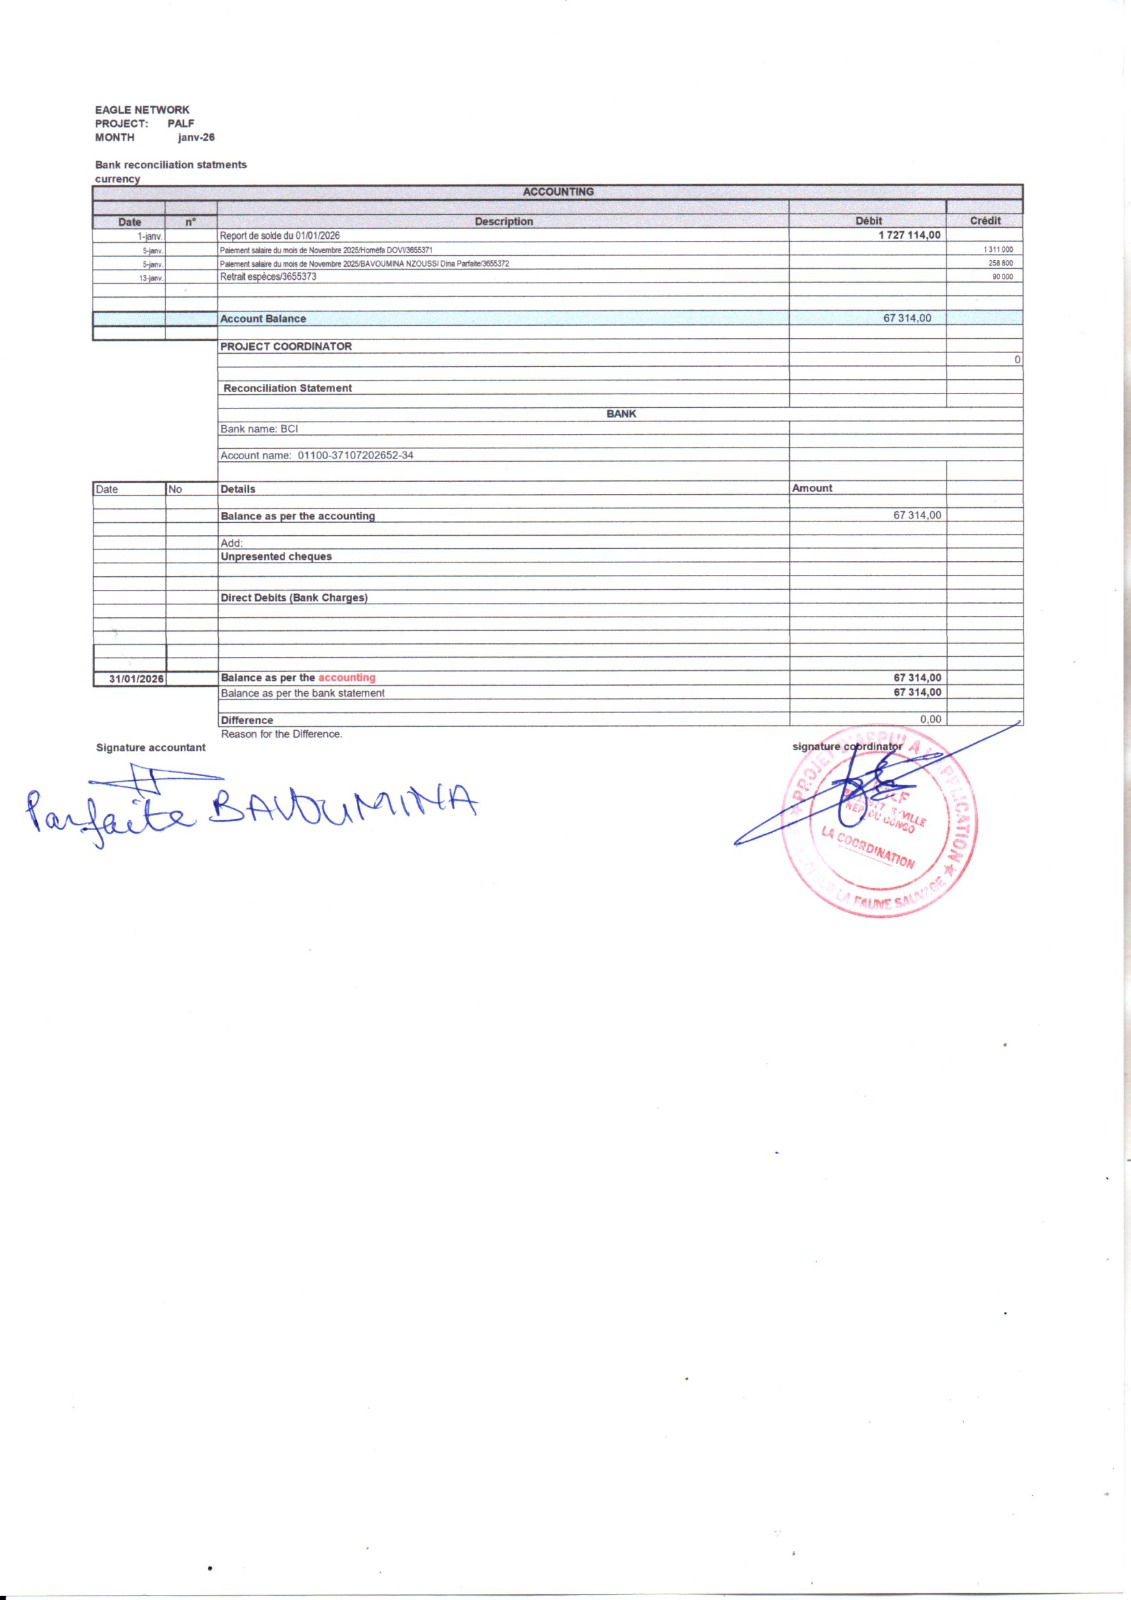 EAGLE NETWORK
PROJECT: PALF
MONTH janv-26
Bank reconciliation statments
currency
ACCOUNTING
Date n° Description Débit Crédit
1-janv. Report de solde du 01/01/2026 1 727 114,00
5-janv. Paiement salaire du mois de Novembre 2025/Homéfa DOVI/3655371 1 311 000
5-janv. Paiement salaire du mois de Novembre 2025/BAVOUMINA NZOUSSI Dina Parfaite/3655372 258 800
13-janv. Retrait espèces/3655373 90 000
Account Balance 67 314,00
PROJECT COORDINATOR
0
Reconciliation Statement
BANK
Bank name: BCI
Account name: 01100-37107202652-34
Date No Details Amount
Balance as per the accounting 67 314,00
Add:
Unpresented cheques
Direct Debits (Bank Charges)
31/01/2026 Balance as per the accounting 67 314,00
Balance as per the bank statement 67 314,00
Difference 0,00
Reason for the Difference.
Signature accountant signature coordinator
Parfaite BAVOUMINA
PROJET D'APPUI A L'APPLICATION
LA FAUNE SAUVAGE
LA COORDINATION